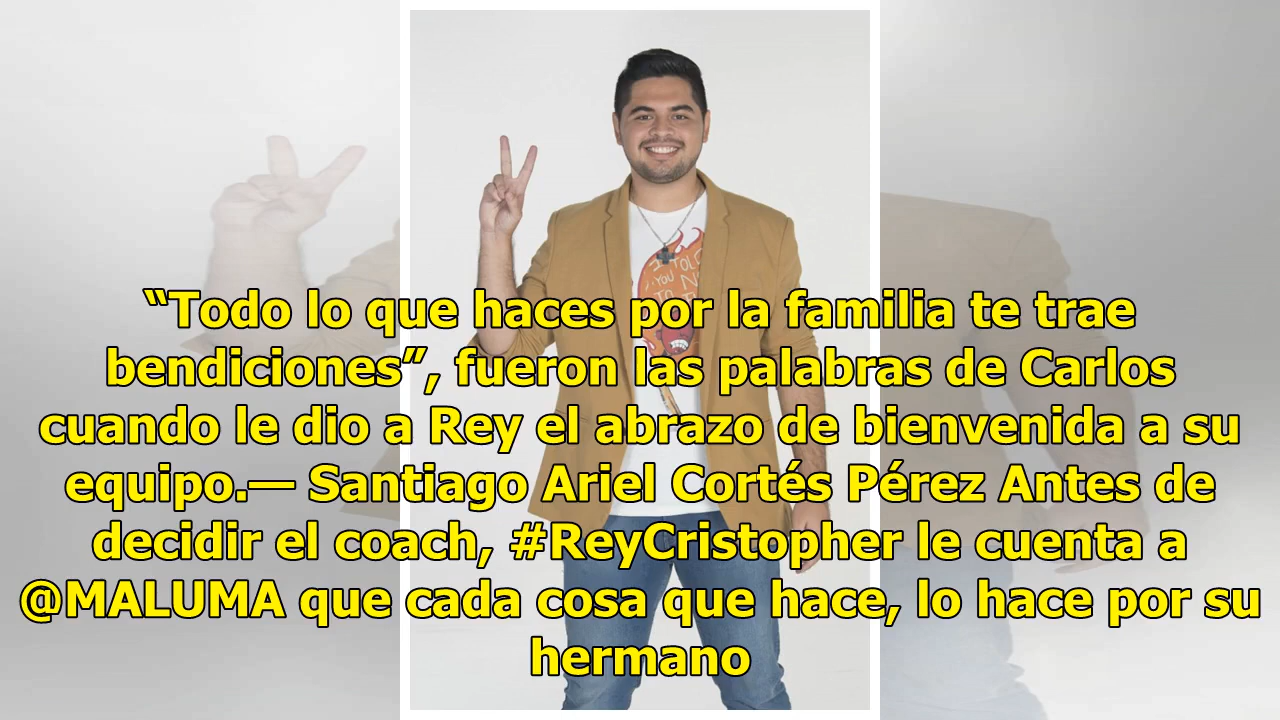 “Todo lo que haces por la familia te trae
bendiciones”, fueron las palabras de Carlos
cuando le dio a Rey el abrazo de bienvenida a su
equipo.— Santiago Ariel Cortés Pérez Antes de
decidir el coach, #ReyCristopher le cuenta a
@MALUMA que cada cosa que hace, lo hace por su
hermano
I TOLD
YOU